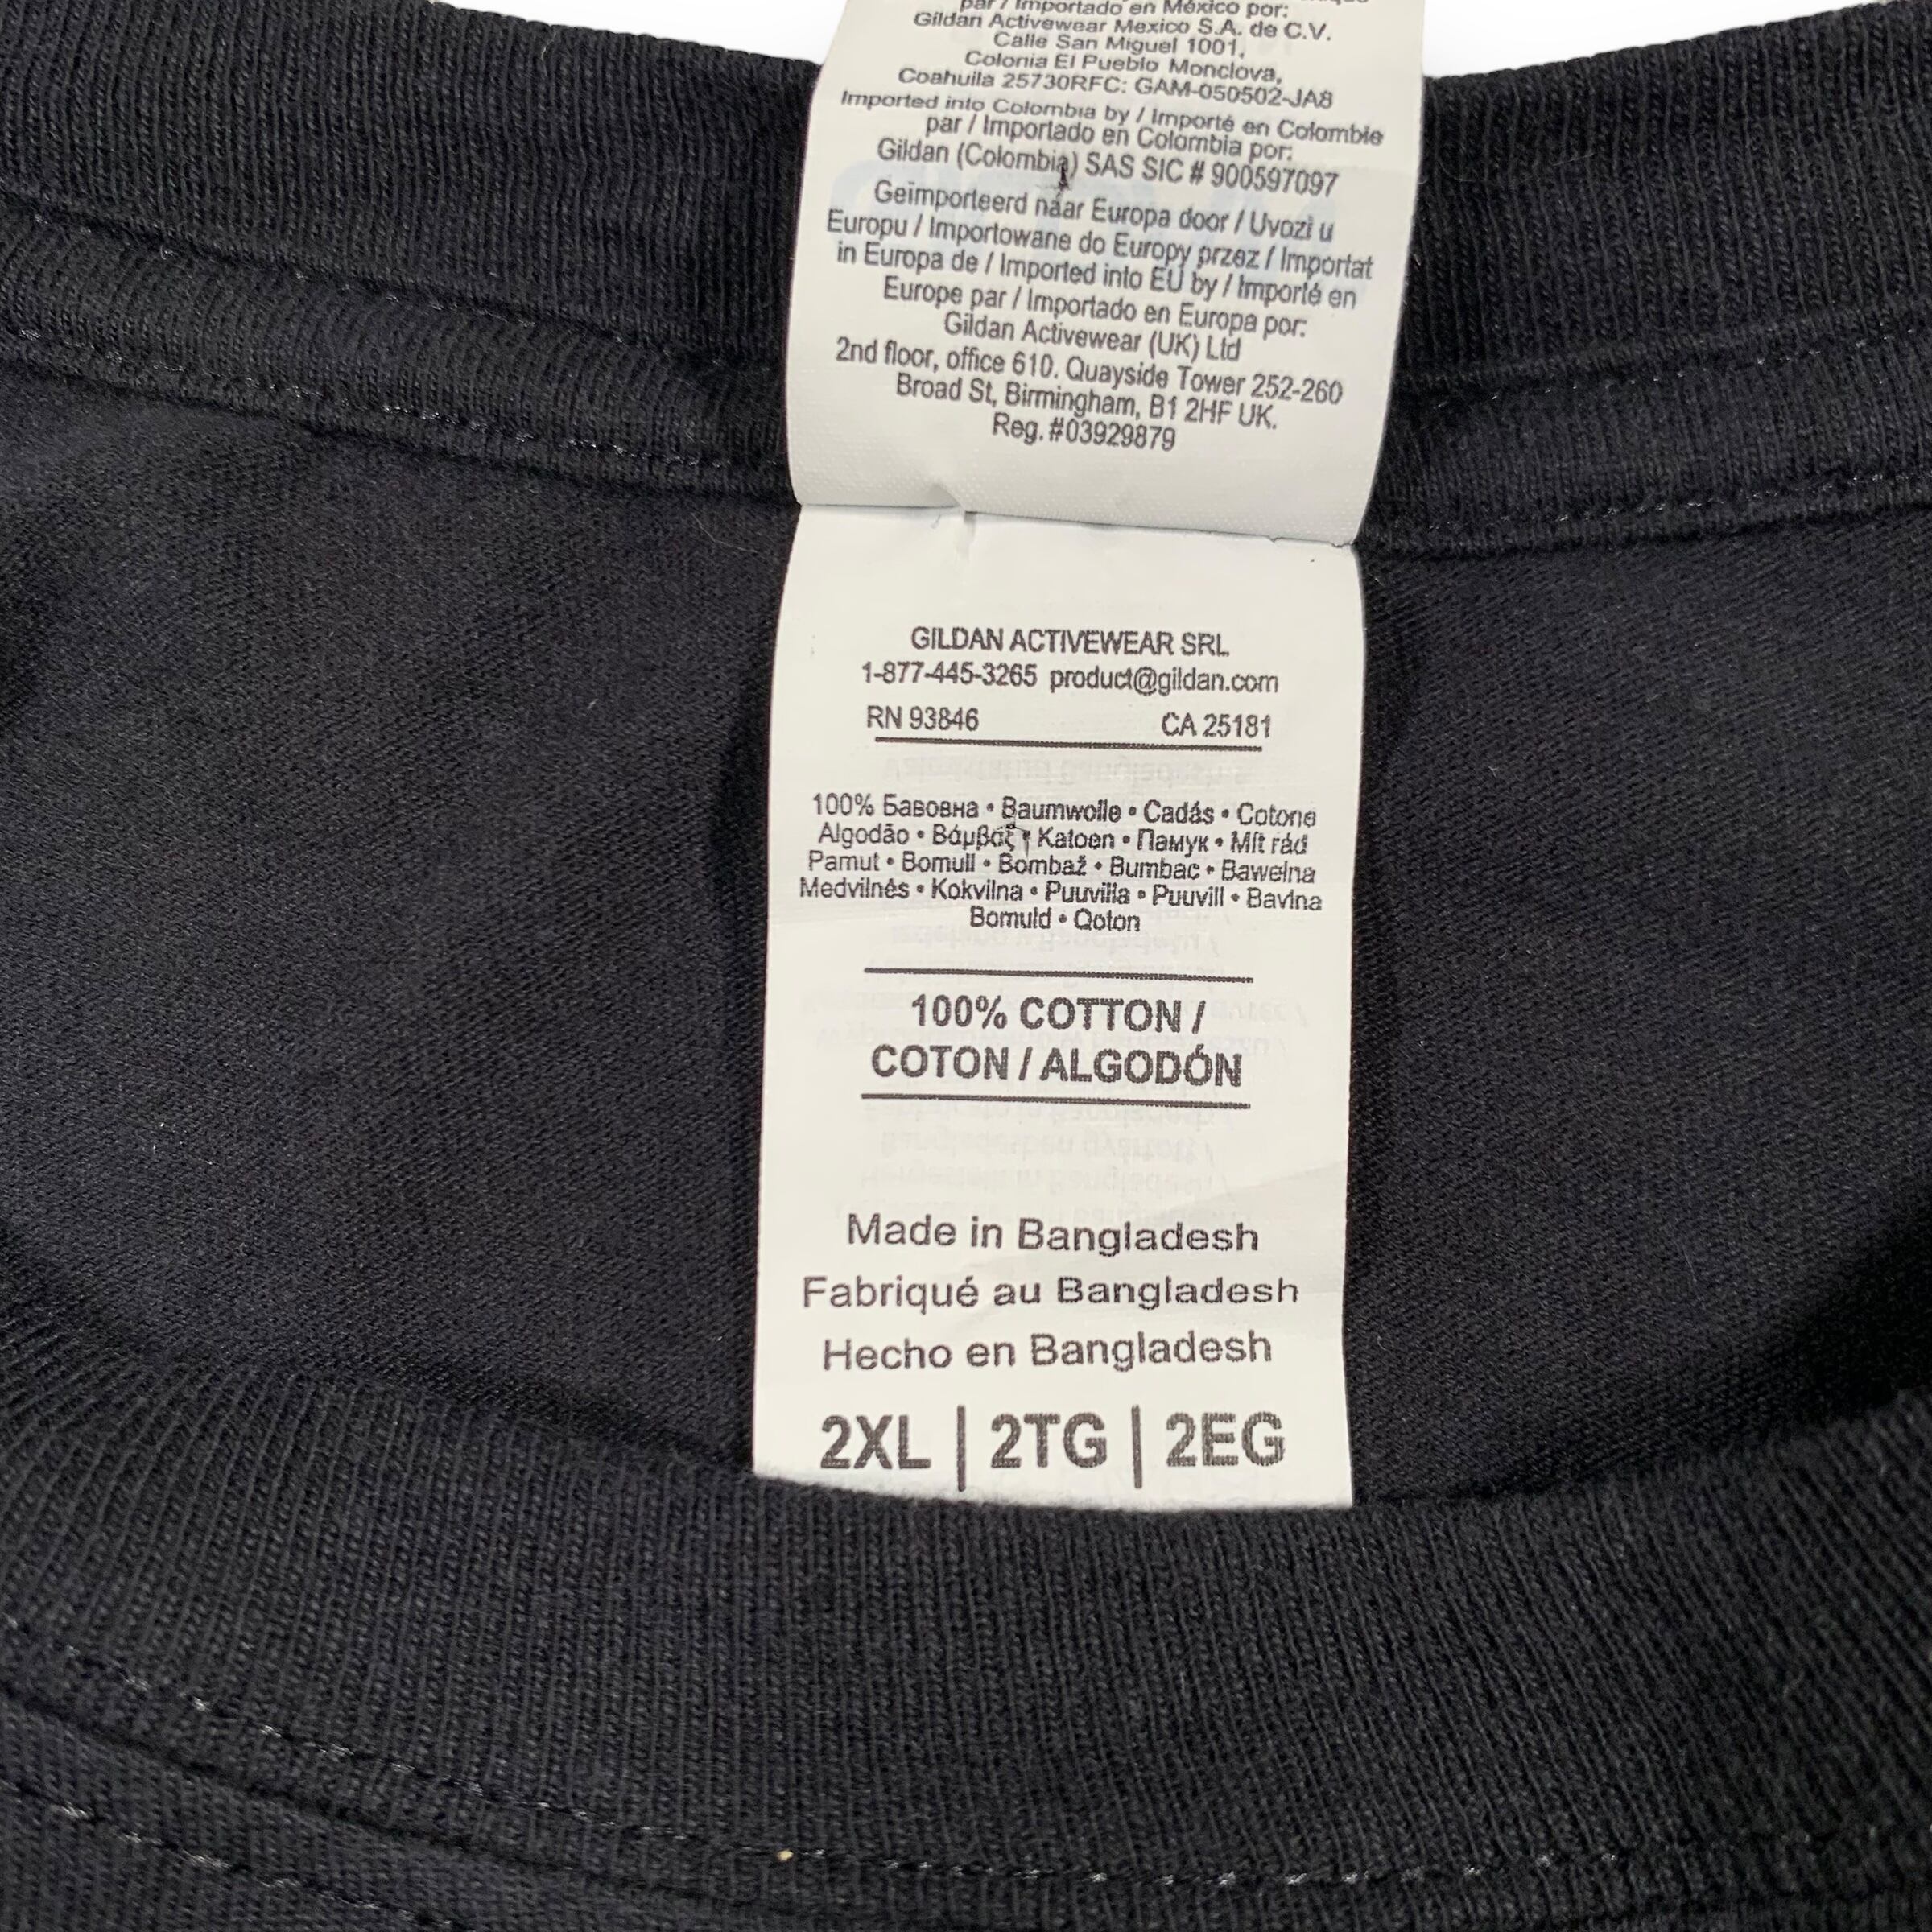 par / Importado en México por:
Gildan Activewear Mexico S.A. de C.V.
Calle San Miguel 1001,
Colonia El Pueblo Monclova,
Coahuila 25730RFC: GAM-050502-JA8
Imported into Colombia by / Importé en Colombie
par / Importado en Colombia por:
Gildan (Colombia) SAS SIC # 900597097
Geïmporteerd naar Europa door / Uvozi u
Europu / Importowane do Europy przez / Importat
in Europa de / Imported into EU by / Importé en
Europe par / Importado en Europa por:
Gildan Activewear (UK) Ltd
2nd floor, office 610. Quayside Tower 252-260
Broad St, Birmingham, B1 2HF UK.
Reg. #03929879
GILDAN ACTIVEWEAR SRL
1-877-445-3265 product@gildan.com
RN 93846 CA 25181
100% Бавовна • Baumwolle • Cadás • Cotone
Algodão • Βάμβάξ • Katoen • Памук • Mít rád
Pamut • Bomull • Bombaž • Bumbac • Bawełna
Medvilnės • Kokvilna • Puuvilla • Puuvill • Bavlna
Bomuld • Qoton
100% COTTON /
COTON / ALGODÓN
Made in Bangladesh
Fabriqué au Bangladesh
Hecho en Bangladesh
2XL | 2TG | 2EG